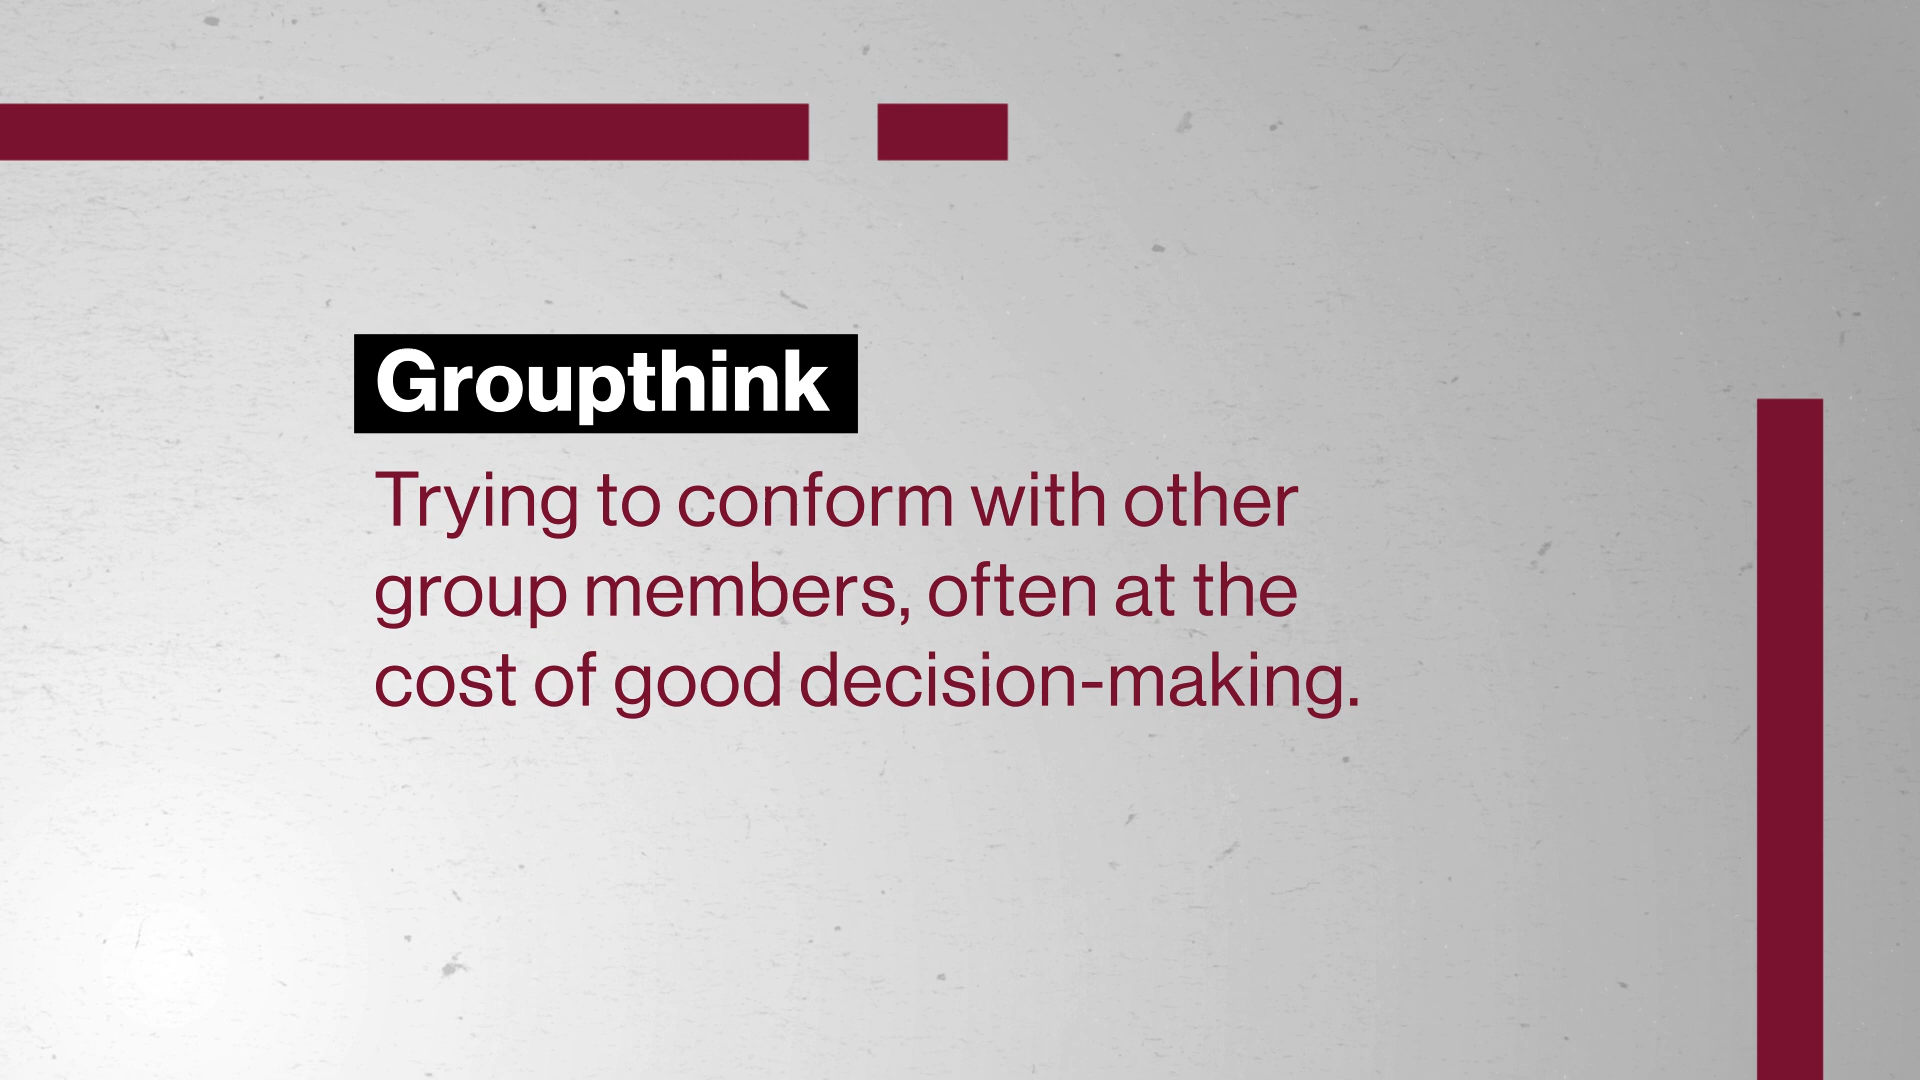 Groupthink
Trying to conform with other
group members, often at the
cost of good decision-making.